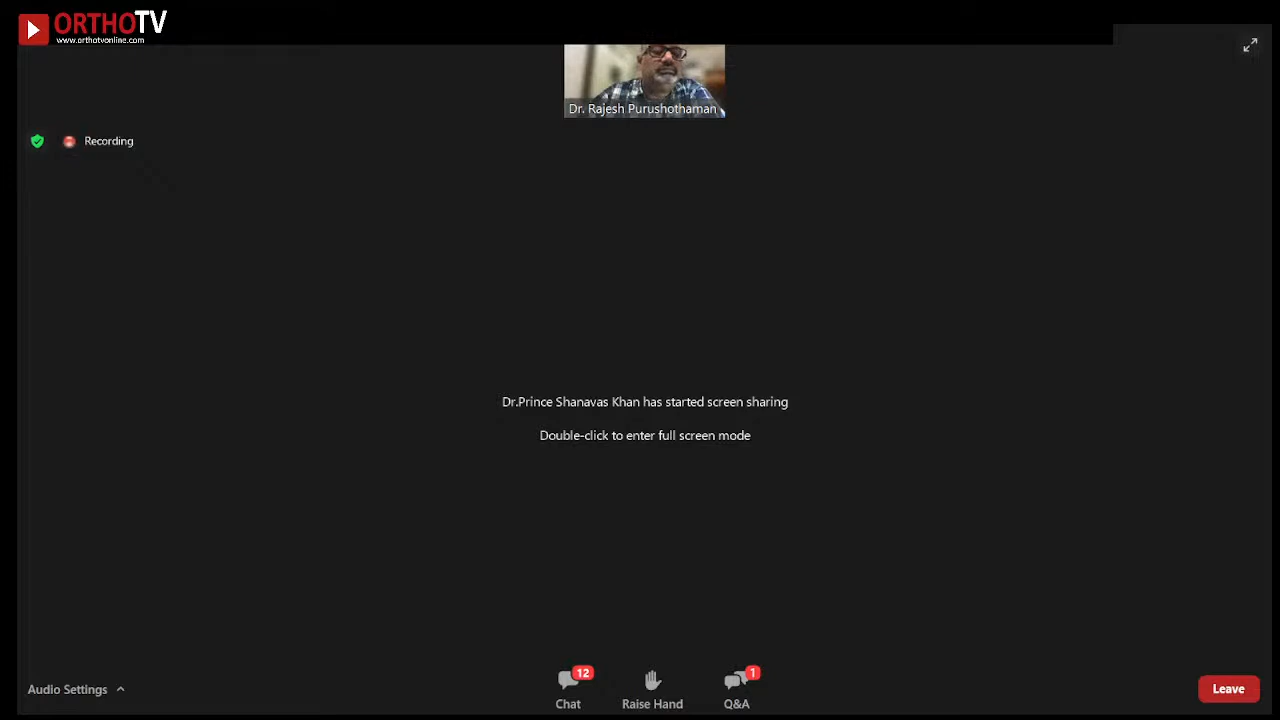 ORTHOTV
www.orthotvonline.com
Dr. Rajesh Purushothaman
Recording
Dr.Prince Shanavas Khan has started screen sharing
Double-click to enter full screen mode
12
1
Audio Settings
Chat
Raise Hand
Q&A
Leave